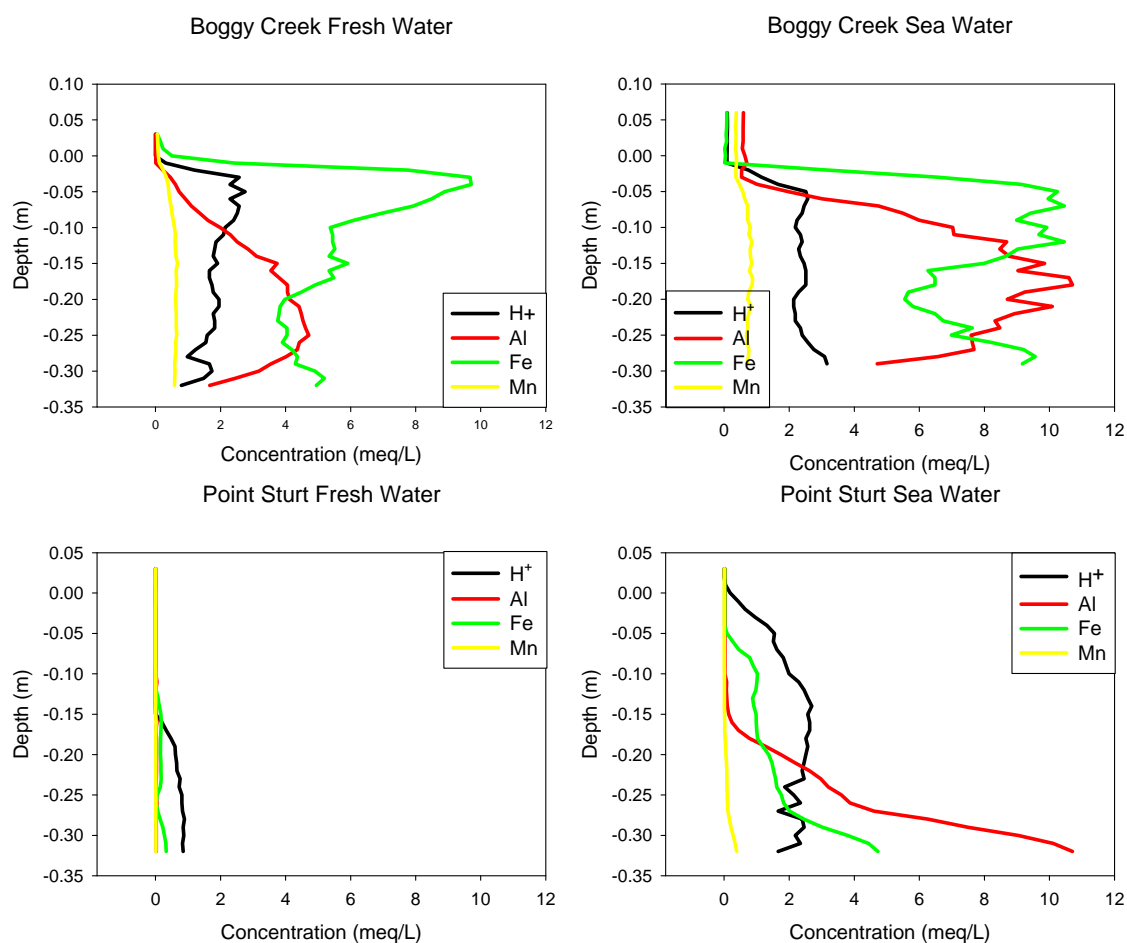 Boggy Creek Fresh Water
Depth (m)
0.10
0.05
0.00
-0.05
-0.10
-0.15
-0.20
-0.25
-0.30
-0.35
H+
Al
Fe
Mn
0 2 4 6 8 10 12
Concentration (meq/L)
Boggy Creek Sea Water
Depth (m)
0.10
0.05
0.00
-0.05
-0.10
-0.15
-0.20
-0.25
-0.30
-0.35
H+
Al
Fe
Mn
0 2 4 6 8 10 12
Concentration (meq/L)
Point Sturt Fresh Water
Depth (m)
0.05
0.00
-0.05
-0.10
-0.15
-0.20
-0.25
-0.30
-0.35
H+
Al
Fe
Mn
0 2 4 6 8 10 12
Concentration (meq/L)
Point Sturt Sea Water
Depth (m)
0.05
0.00
-0.05
-0.10
-0.15
-0.20
-0.25
-0.30
-0.35
H+
Al
Fe
Mn
0 2 4 6 8 10 12
Concentration (meq/L)